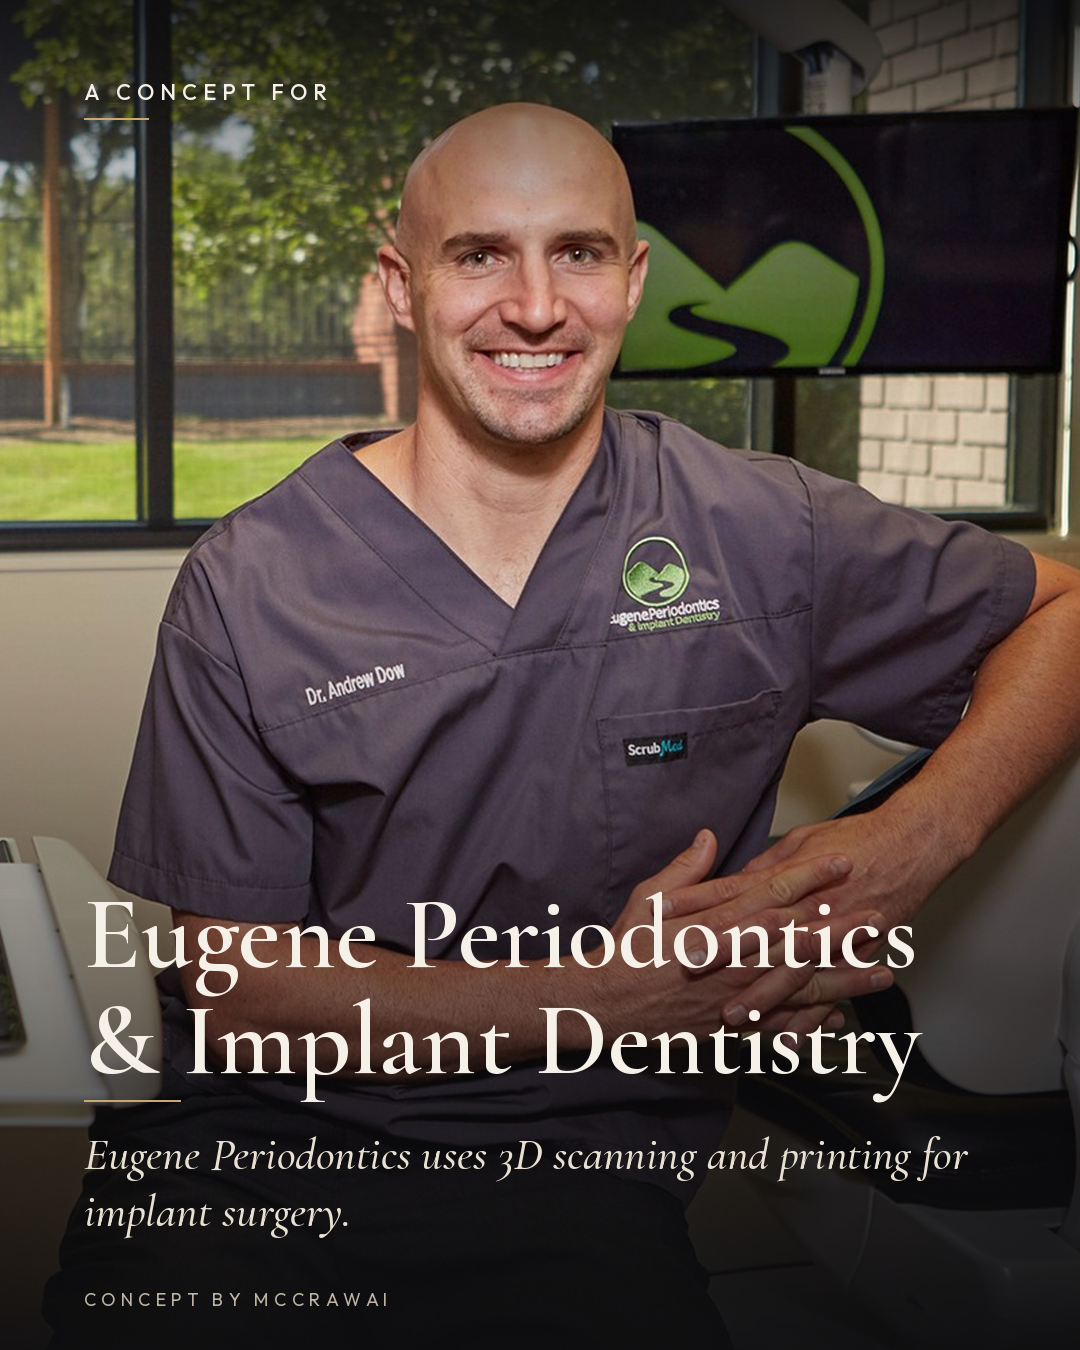 A CONCEPT FOR
ugenePeriodontics
& Implant Dentistry
Dr. Andrew Dow
ScrubMed
Eugene Periodontics
& Implant Dentistry
Eugene Periodontics uses 3D scanning and printing for
implant surgery.
CONCEPT BY MCCRAWAI